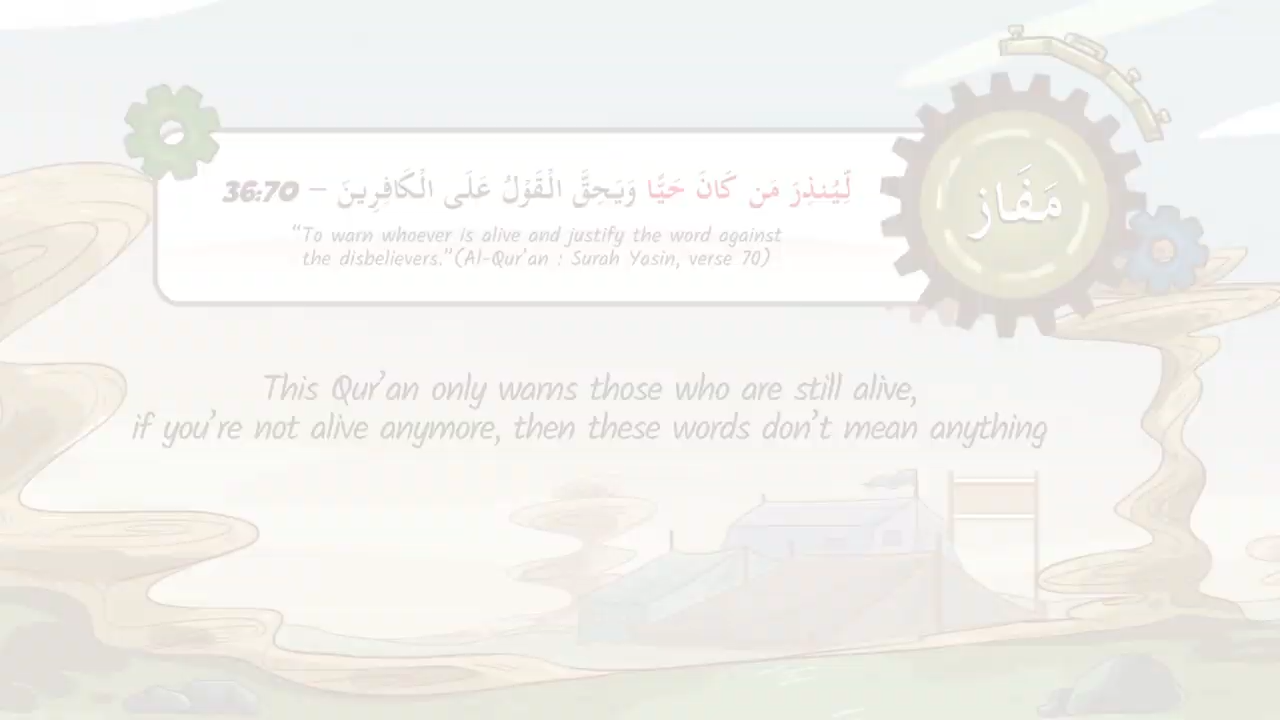 لِّيُنذِرَ مَن كَانَ حَيًّا وَيَحِقَّ الْقَوْلُ عَلَى الْكَافِرِينَ – 36:70
“To warn whoever is alive and justify the word against
the disbelievers.”(Al-Qur’an : Surah Yasin, verse 70)
مَفَاز
This Qur’an only warns those who are still alive,
if you’re not alive anymore, then these words don’t mean anything